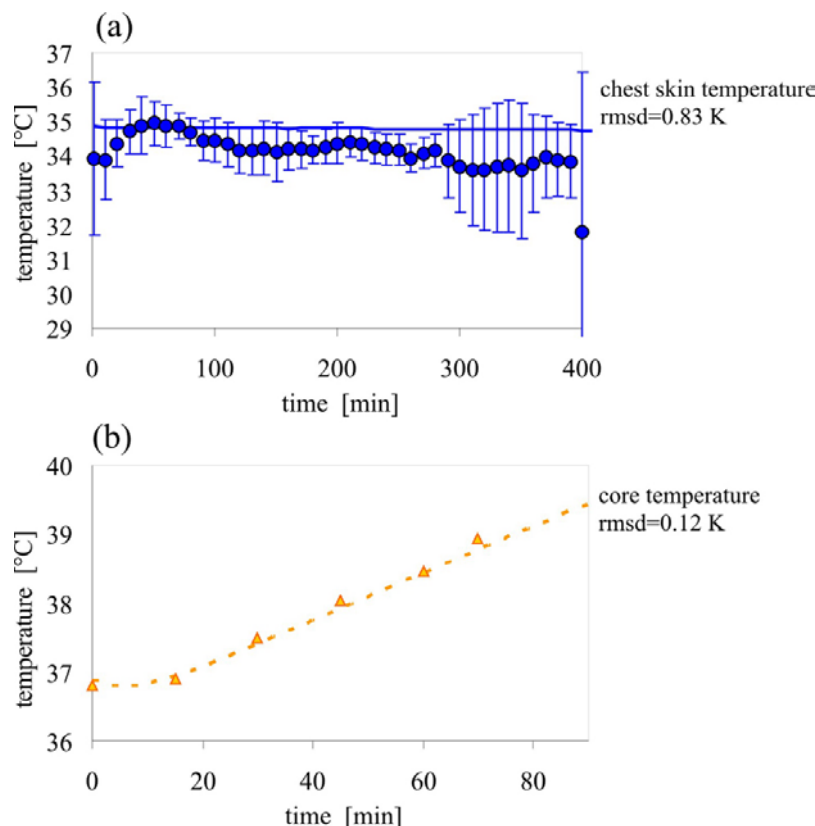 (a)
37
36
35
34
33
32
31
30
29
temperature [°C]
0 100 200 300 400
time [min]
chest skin temperature
rmsd=0.83 K
(b)
40
39
38
37
36
temperature [°C]
0 20 40 60 80
time [min]
core temperature
rmsd=0.12 K